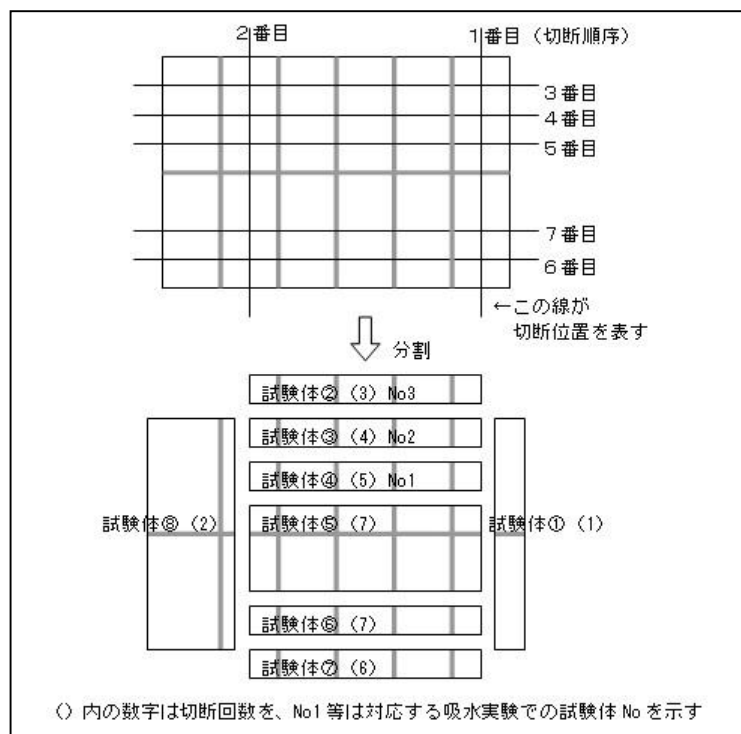 2番目
1番目（切断順序）
3番目
4番目
5番目
7番目
6番目
←この線が
切断位置を表す
分割
試験体②（3）No3
試験体③（4）No2
試験体④（5）No1
試験体⑧（2）
試験体⑤（7）
試験体①（1）
試験体⑥（7）
試験体⑦（6）
（）内の数字は切断回数を、No1等は対応する吸水実験での試験体Noを示す